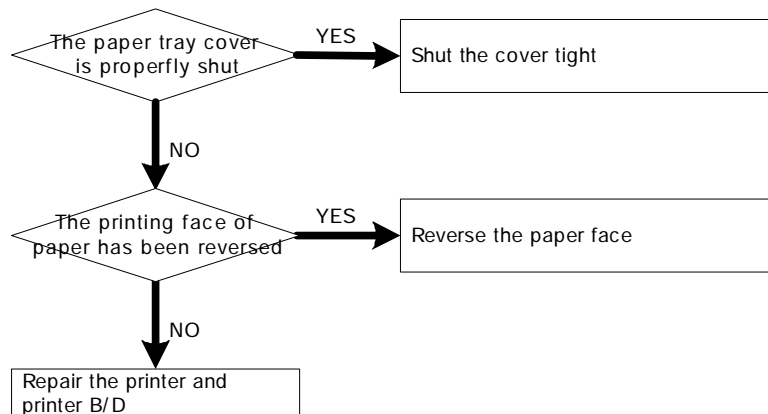 The paper tray cover
is properfly shut
YES
Shut the cover tight
NO
The printing face of
paper has been reversed
YES
Reverse the paper face
NO
Repair the printer and
printer B/D